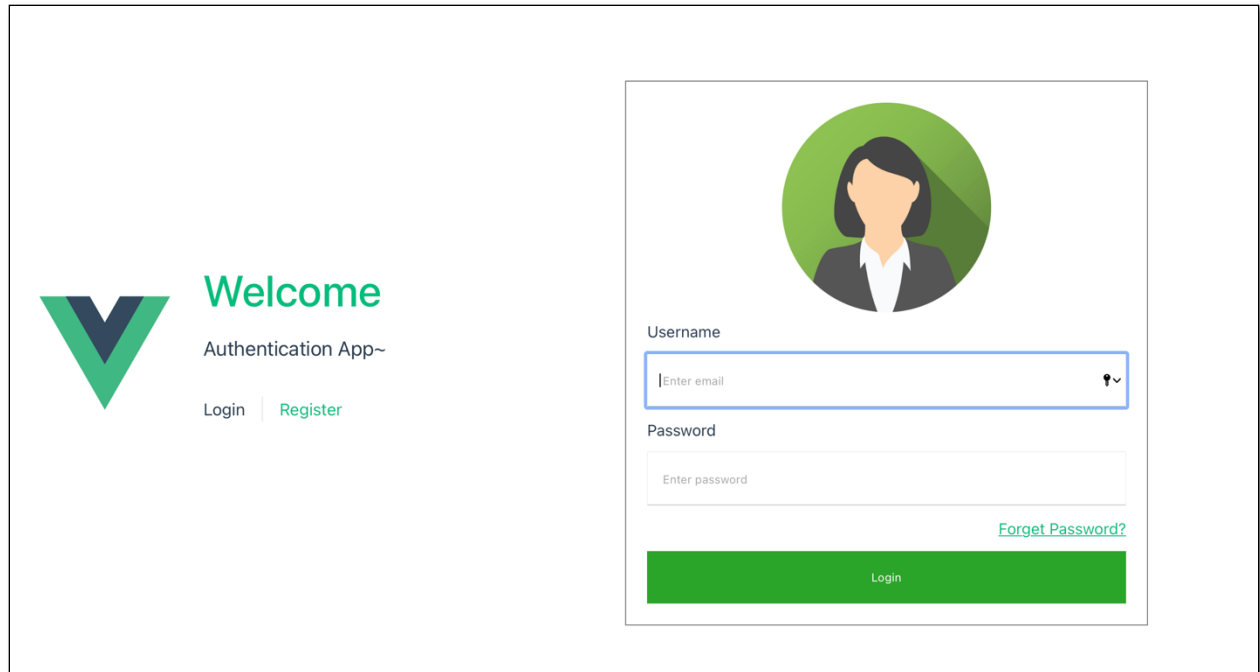 Welcome
Authentication App~
Login
Register
Username
Enter email
Password
Enter password
Forget Password?
Login